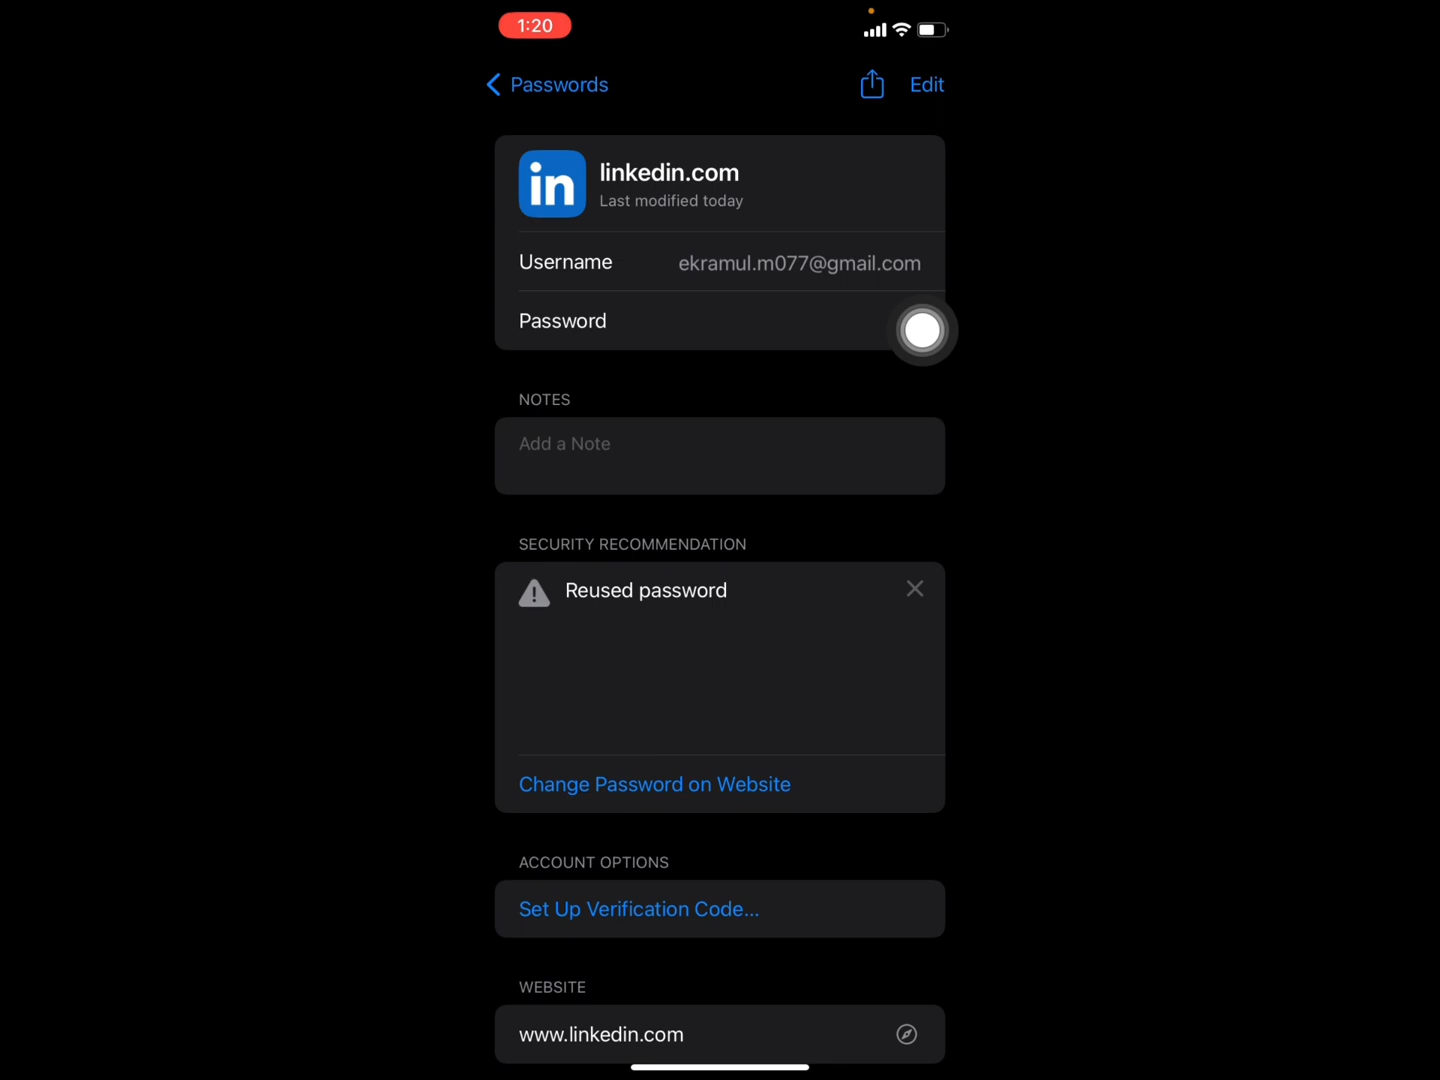 1:20
Passwords
Edit
in
linkedin.com
Last modified today
Username
ekramul.m077@gmail.com
Password
NOTES
Add a Note
SECURITY RECOMMENDATION
Reused password
Change Password on Website
ACCOUNT OPTIONS
Set Up Verification Code...
WEBSITE
www.linkedin.com